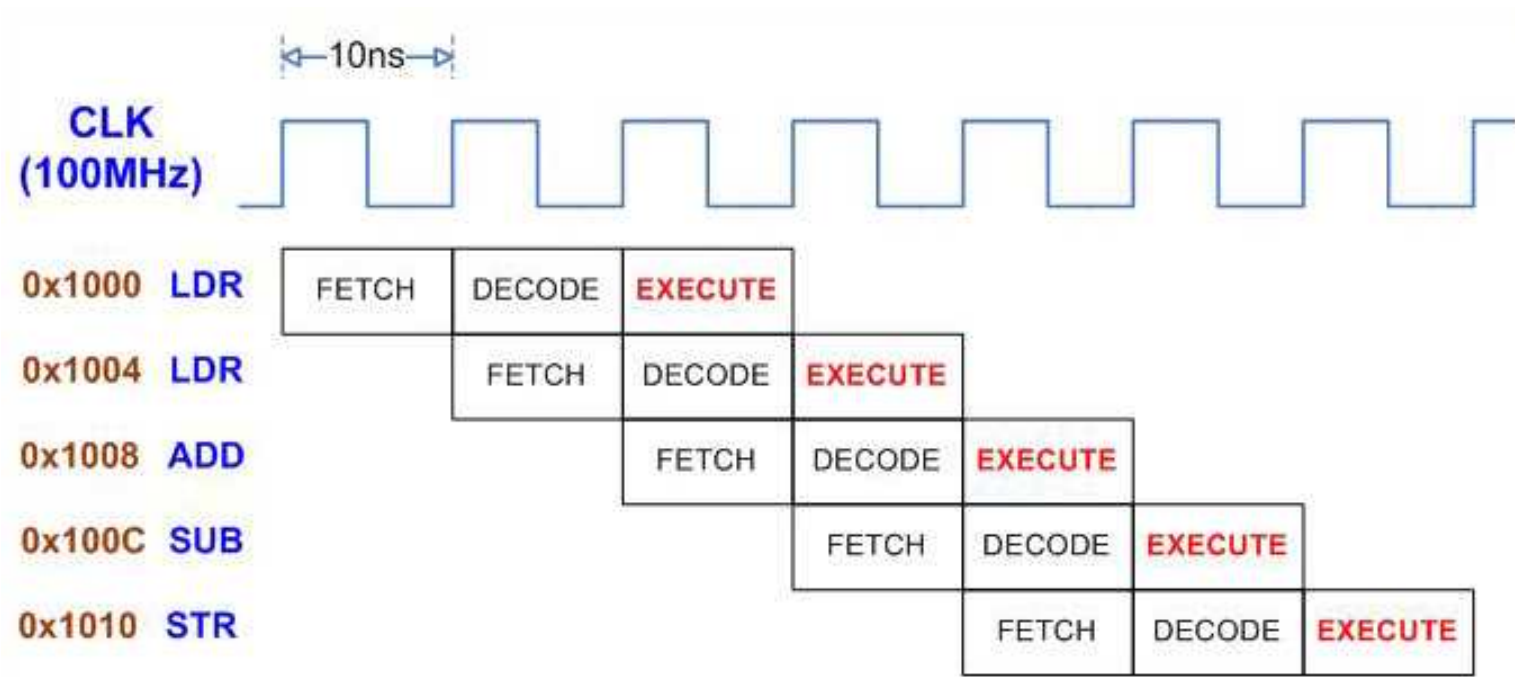 10ns
CLK
(100MHz)
0x1000 LDR FETCH DECODE EXECUTE
0x1004 LDR FETCH DECODE EXECUTE
0x1008 ADD FETCH DECODE EXECUTE
0x100C SUB FETCH DECODE EXECUTE
0x1010 STR FETCH DECODE EXECUTE